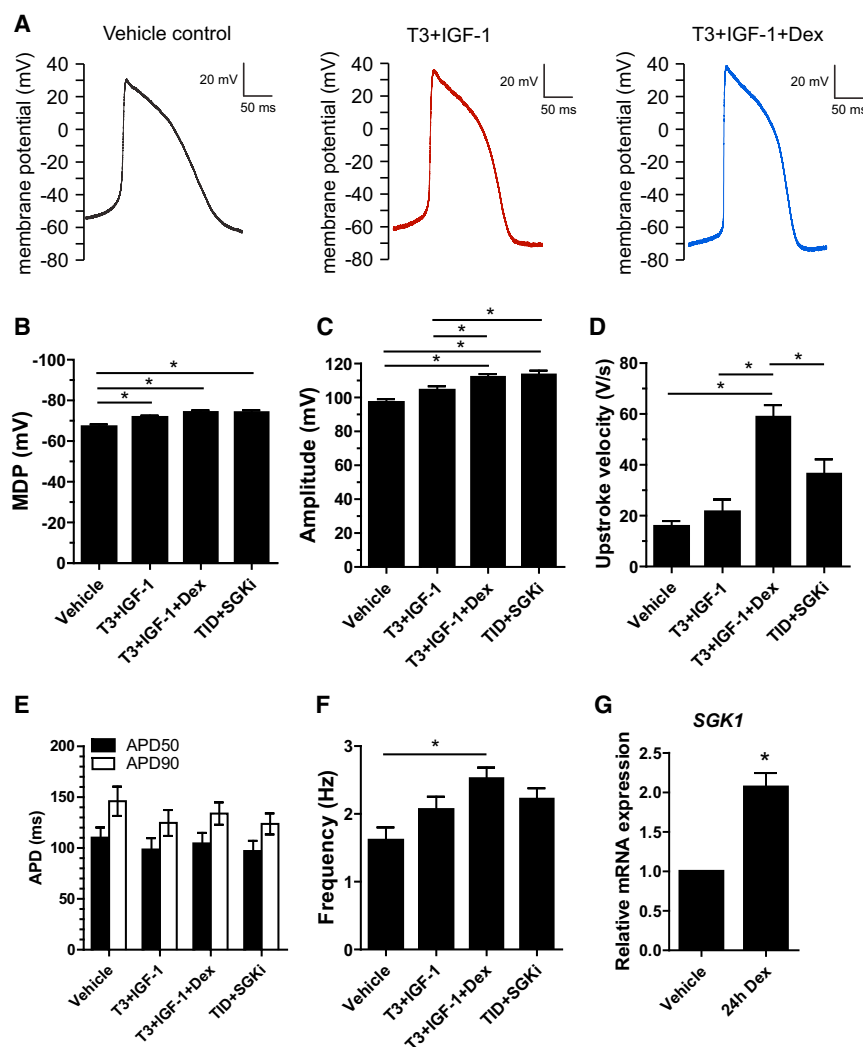 A
Vehicle control
T3+IGF-1
T3+IGF-1+Dex
membrane potential (mV)
40
20
0
-20
-40
-60
-80
20 mV
50 ms
membrane potential (mV)
40
20
0
-20
-40
-60
-80
20 mV
50 ms
membrane potential (mV)
40
20
0
-20
-40
-60
-80
20 mV
50 ms
B
MDP (mV)
-100
-80
-60
-40
-20
0
* * *
Vehicle
T3+IGF-1
T3+IGF-1+Dex
TID+SGKi
C
Amplitude (mV)
120
100
80
60
40
20
0
* * * *
Vehicle
T3+IGF-1
T3+IGF-1+Dex
TID+SGKi
D
Upstroke velocity (V/s)
80
60
40
20
0
* * *
Vehicle
T3+IGF-1
T3+IGF-1+Dex
TID+SGKi
E
APD (ms)
200
150
100
50
0
APD50
APD90
Vehicle
T3+IGF-1
T3+IGF-1+Dex
TID+SGKi
F
Frequency (Hz)
3
2
1
0
*
Vehicle
T3+IGF-1
T3+IGF-1+Dex
TID+SGKi
G
SGK1
Relative mRNA expression
2.5
2.0
1.5
1.0
0.5
0.0
*
Vehicle
24h Dex